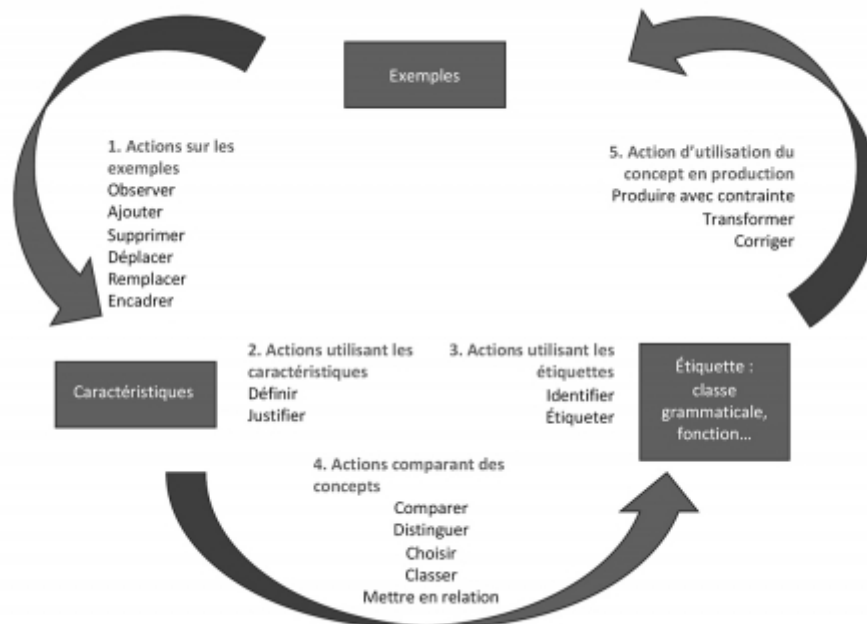 Exemples
1. Actions sur les
exemples
Observer
Ajouter
Supprimer
Déplacer
Remplacer
Encadrer
5. Action d'utilisation du
concept en production
Produire avec contrainte
Transformer
Corriger
Caractéristiques
2. Actions utilisant les
caractéristiques
Définir
Justifier
3. Actions utilisant les
étiquettes
Identifier
Étiqueter
Étiquette :
classe
grammaticale,
fonction...
4. Actions comparant des
concepts
Comparer
Distinguer
Choisir
Classer
Mettre en relation